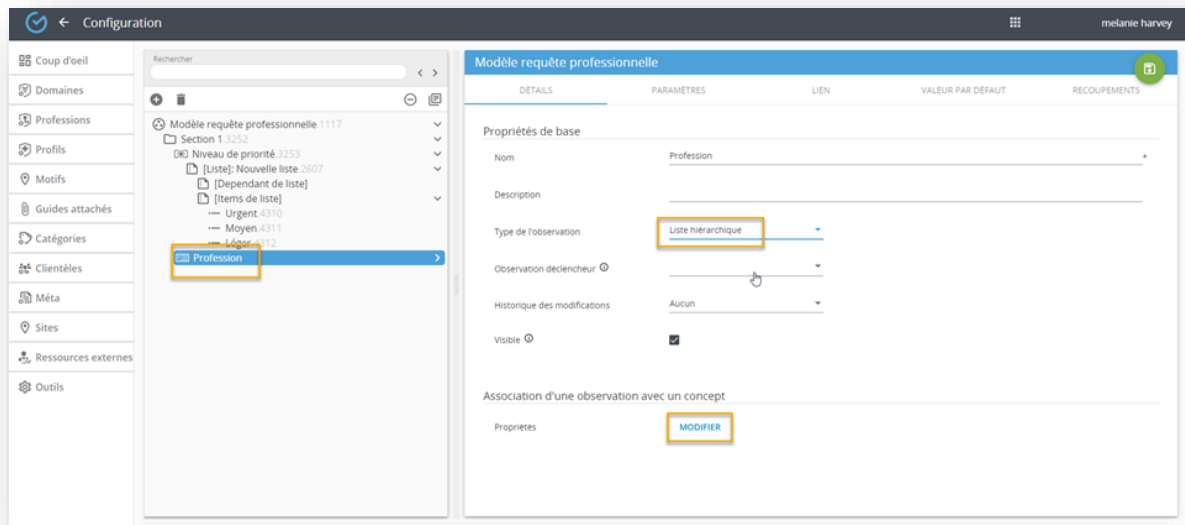 Configuration
melanie harvey
Coup d'oeil
Domaines
Professions
Profils
Motifs
Guides attachés
Catégories
Clientèles
Méta
Sites
Ressources externes
Outils
Rechercher
Modèle requête professionnelle.1117
Section 1.3252
Niveau de priorité.3253
[Liste]: Nouvelle liste.2607
[Dependant de liste]
[Items de liste]
Urgent.4310
Moyen.4311
Léger.4312
Profession
Modèle requête professionnelle
DÉTAILS PARAMÈTRES LIEN VALEUR PAR DÉFAUT RECOUPEMENTS
Propriétés de base
Nom Profession *
Description
Type de l'observation Liste hiérarchique
Observation déclencheur
Historique des modifications Aucun
Visible
Association d'une observation avec un concept
Propriétés MODIFIER